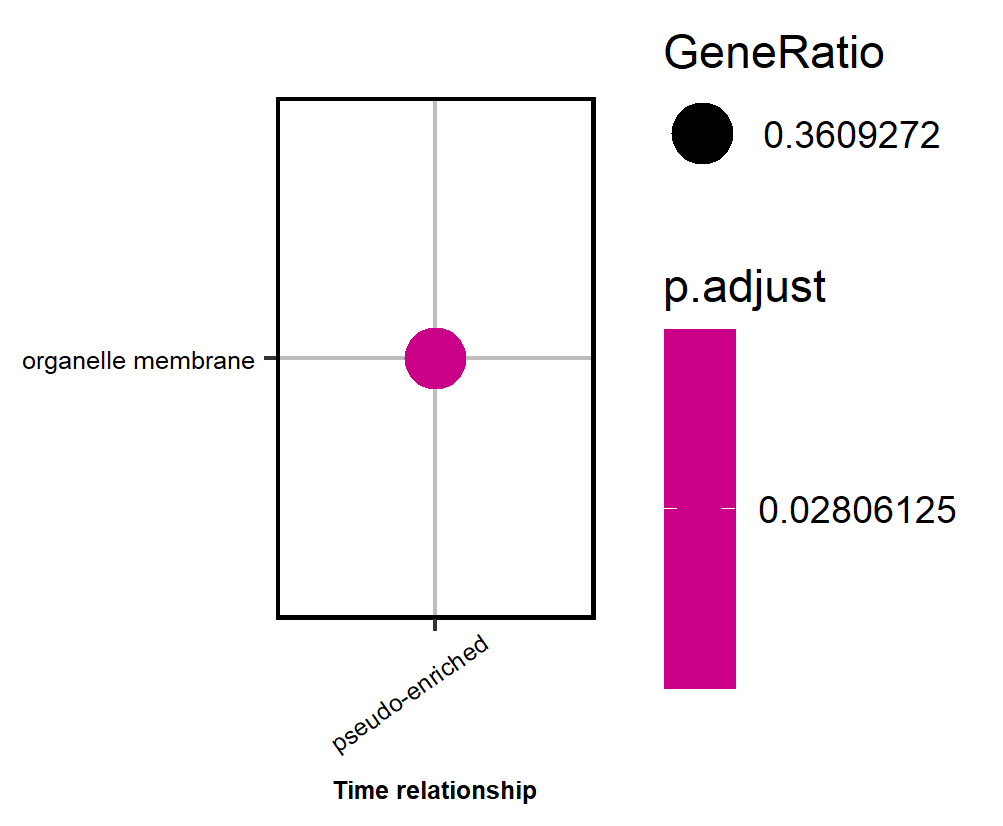 GeneRatio
0.3609272
p.adjust
0.02806125
organelle membrane
pseudo-enriched
Time relationship